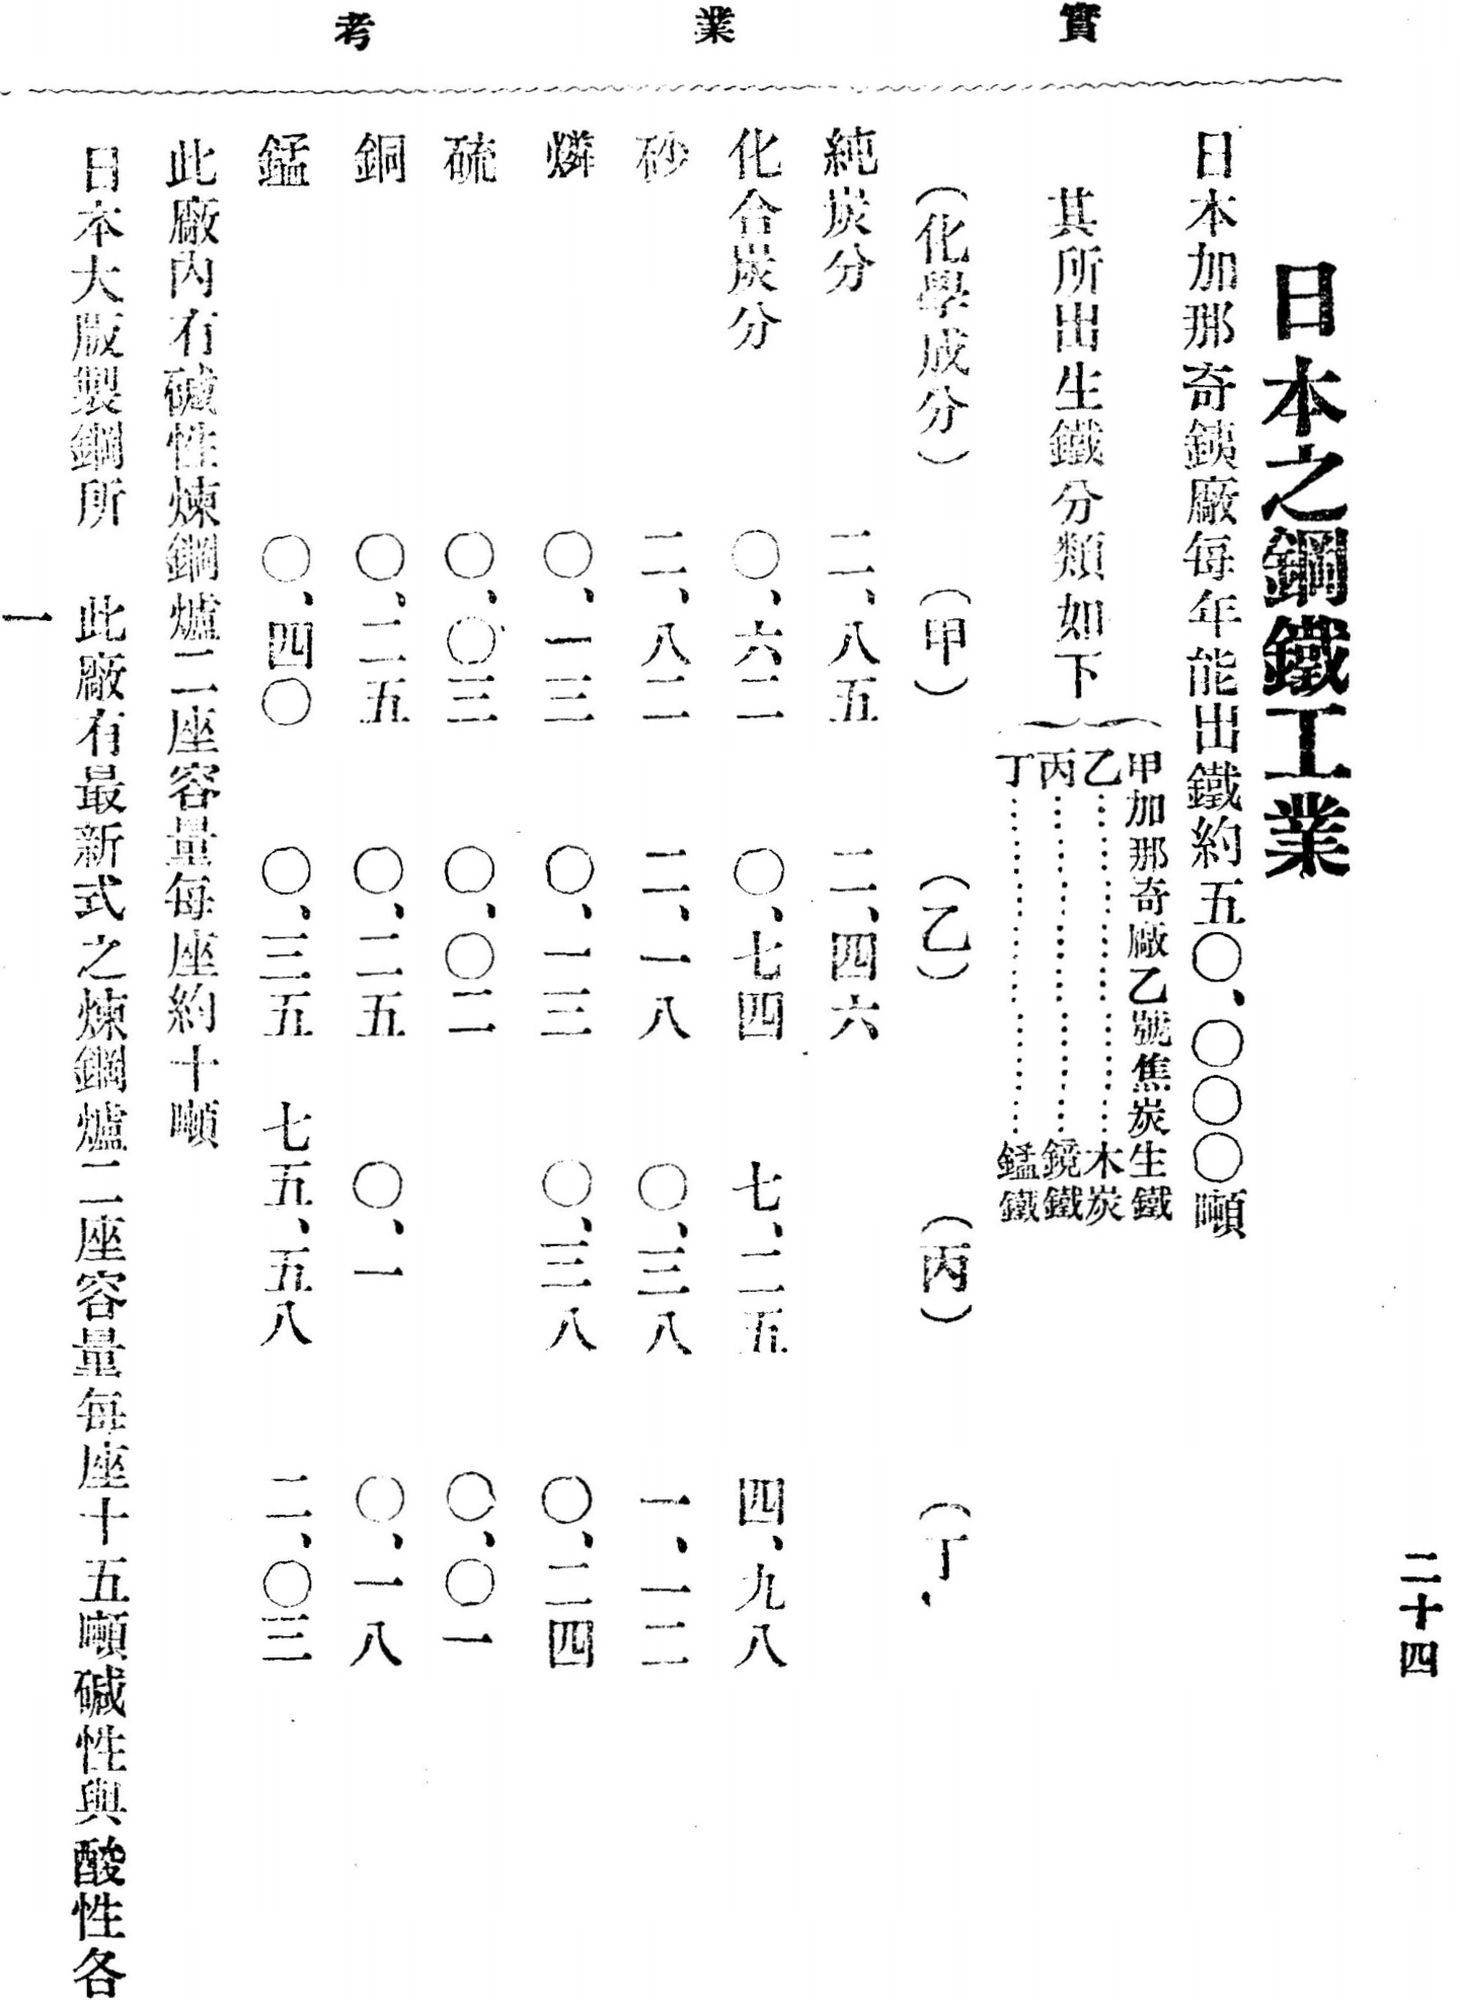 實業考
二十四
日本之鋼鐵工業
日本加那奇鐵廠每年能出鐵約五〇、〇〇〇噸
其所出生鐵分類如下
甲加那奇廠乙號焦炭生鐵
乙…………木炭
丙…………鏡鐵
丁…………錳鐵
(化學成分) (甲) (乙) (丙) (丁、
純炭分 二、八五 二、四六
化合炭分 〇、六二 〇、七四 七、二五 四、九八
砂 二、八二 二、一八 〇、三八 一、一二
燐 〇、一三 〇、一三 〇、三八 〇、二四
硫 〇、〇三 〇、〇二 〇、〇一
銅 〇、二五 〇、二五 〇、一 〇、一八
錳 〇、四〇 〇、三五 七五、五八 二、〇三
此廠內有碱性煉鋼爐二座容量每座約十噸
日本大版製鋼所 此廠有最新式之煉鋼爐二座容量每座十五噸碱性與酸性各
一